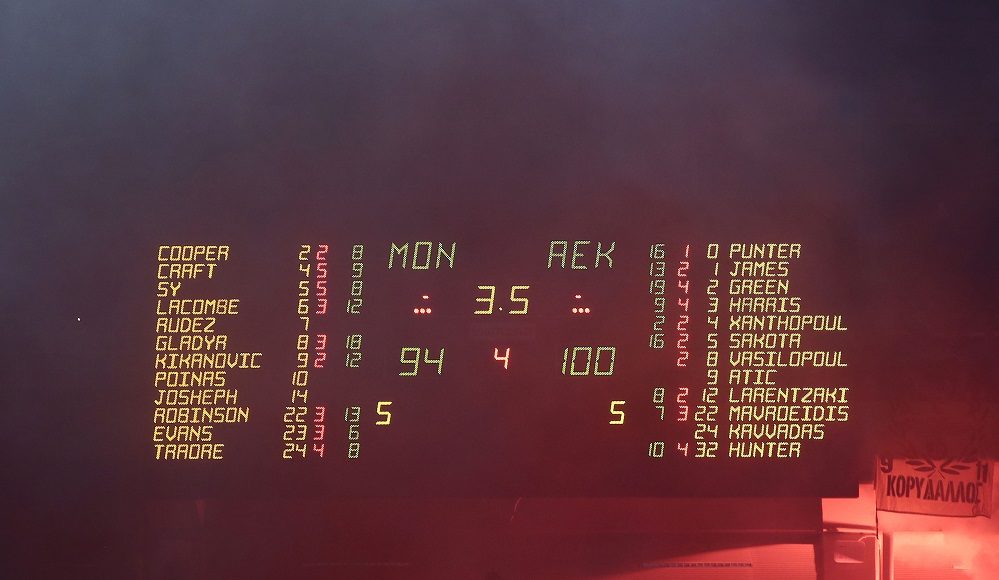 COOPER 2 2 8 MON AEK 16 1 0 PUNTER
CRAFT 4 5 9 13 2 1 JAMES
SY 5 5 8 3.5 19 4 2 GREEN
LACOMBE 6 3 12 9 4 3 HARRIS
RUDEZ 7 2 2 4 XANTHOPOUL
GLADYR 8 3 18 16 2 5 SAKOTA
KIKANOVIC 9 2 12 94 4 100 2 8 VASILOPOUL
POINAS 10 9 ATIC
JOSHEPH 14 8 2 12 LARENTZAKI
ROBINSON 22 3 13 5 5 7 3 22 MAVROEIDIS
EVANS 23 3 6 24 KAVVADAS
TRAORE 24 4 8 10 4 32 HUNTER
9 11
ΚΟΡΥΔΑΛΛΟΣ